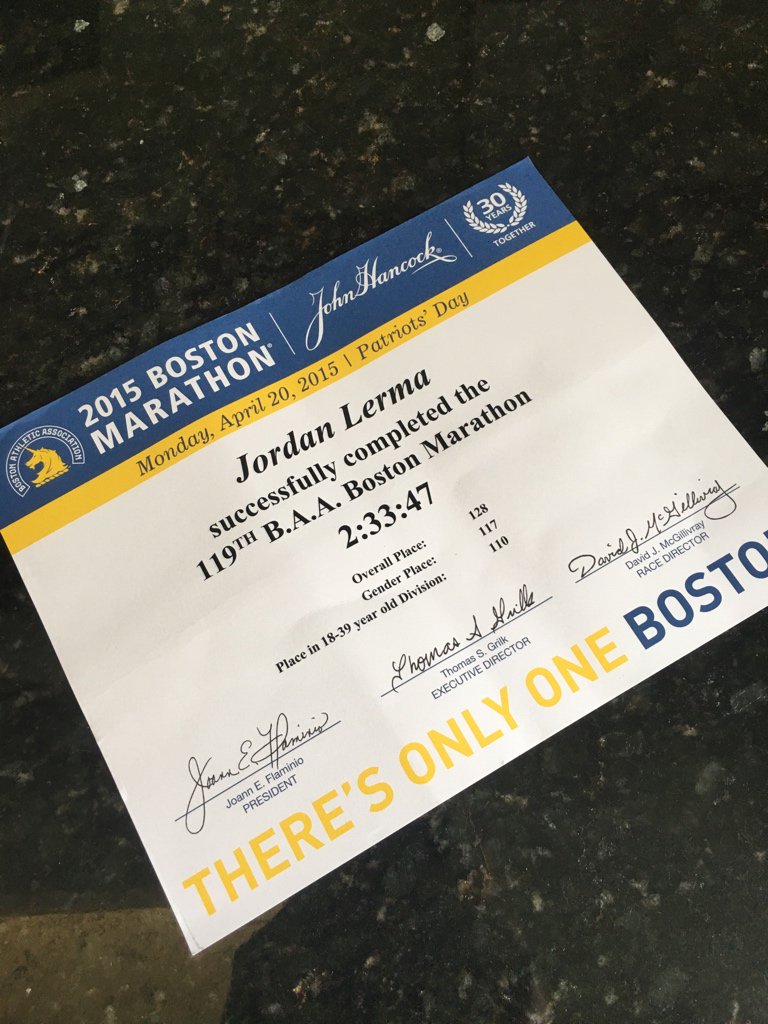 BOSTON ATHLETIC ASSOCIATION
2015 BOSTON
MARATHON®
John Hancock®
30
YEARS
TOGETHER
Monday, April 20, 2015 | Patriots' Day
Jordan Lerma
successfully completed the
119TH B.A.A. Boston Marathon
2:33:47
Overall Place: 128
Gender Place: 117
Place in 18-39 year old Division: 110
David J. McGillivray
David J. McGillivray
RACE DIRECTOR
Thomas S Grilk
Thomas S. Grilk
EXECUTIVE DIRECTOR
Joann E. Flaminio
Joann E. Flaminio
PRESIDENT
THERE'S ONLY ONE BOSTO